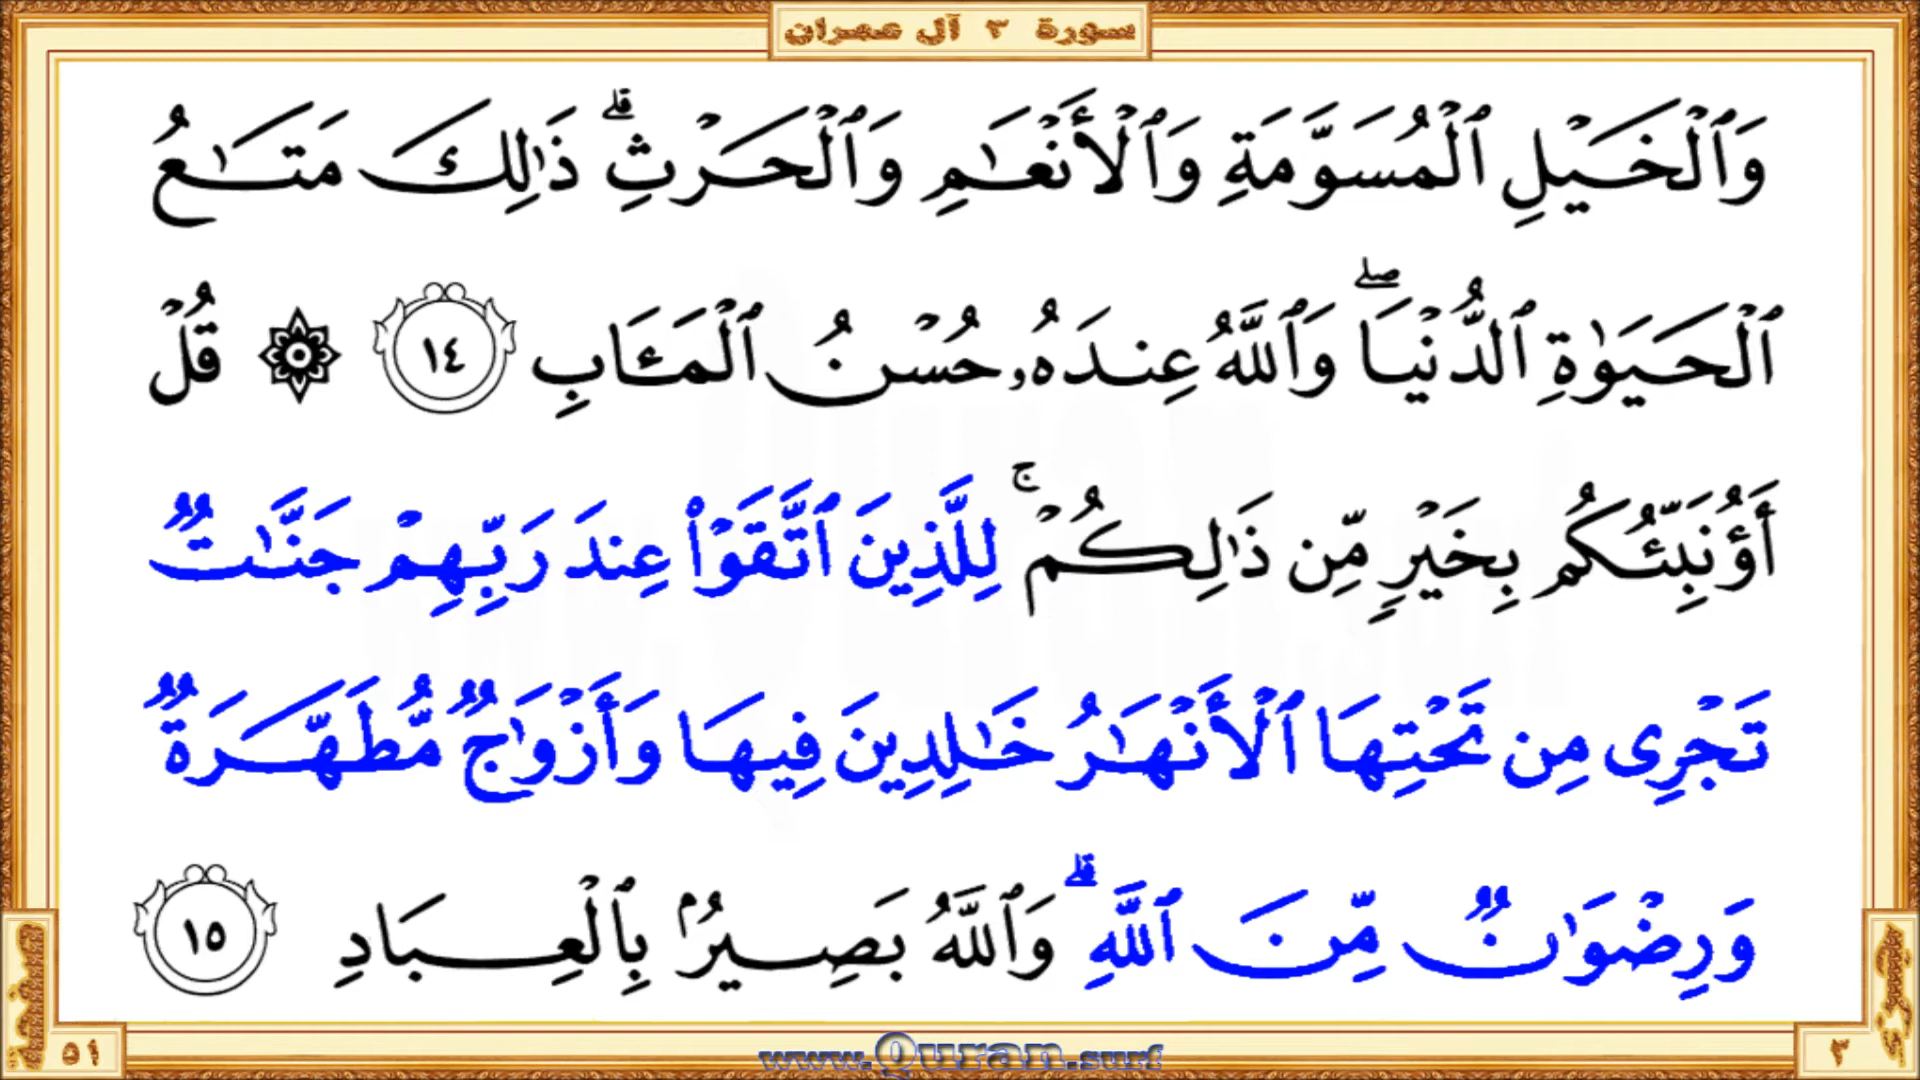 سورة ٣ آل عمران
وَٱلْخَيْلِ ٱلْمُسَوَّمَةِ وَٱلْأَنْعَـٰمِ وَٱلْحَرْثِ ۗ ذَٰلِكَ مَتَـٰعُ
ٱلْحَيَوٰةِ ٱلدُّنْيَا ۖ وَٱللَّهُ عِندَهُۥ حُسْنُ ٱلْمَـَٔابِ ١٤ ۞ قُلْ
أَؤُنَبِّئُكُم بِخَيْرٍ مِّن ذَٰلِكُمْ ۚ لِلَّذِينَ ٱتَّقَوْا۟ عِندَ رَبِّهِمْ جَنَّـٰتٌ
تَجْرِى مِن تَحْتِهَا ٱلْأَنْهَـٰرُ خَـٰلِدِينَ فِيهَا وَأَزْوَٰجٌ مُّطَهَّرَةٌ
وَرِضْوَٰنٌ مِّنَ ٱللَّهِ ۗ وَٱللَّهُ بَصِيرٌۢ بِٱلْعِبَادِ ١٥
صفحة ٥١
www.Quran.surf
٣